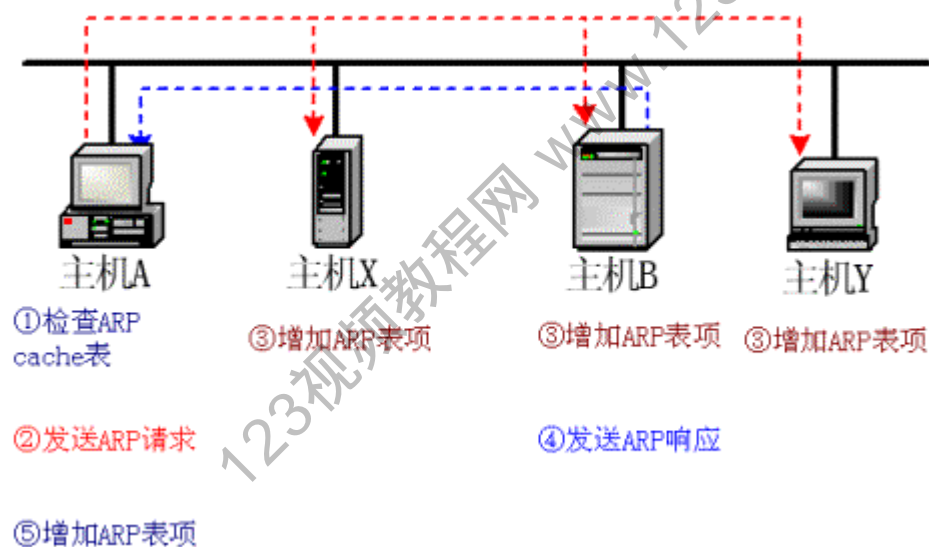 主机A
主机X
主机B
主机Y
①检查ARP
cache表
③增加ARP表项
③增加ARP表项
③增加ARP表项
②发送ARP请求
④发送ARP响应
⑤增加ARP表项
123视频教程网 www.123